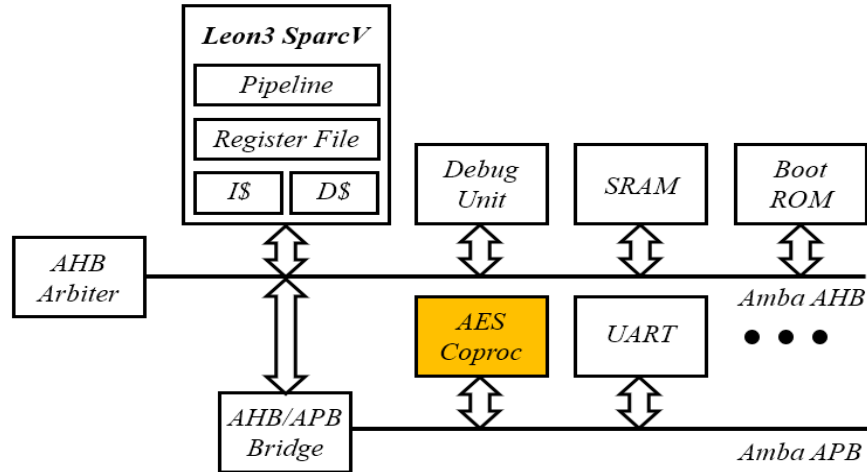 Leon3 SparcV
Pipeline
Register File
I$ D$
Debug
Unit
SRAM
Boot
ROM
AHB
Arbiter
Amba AHB
AES
Coproc
UART
AHB/APB
Bridge
Amba APB